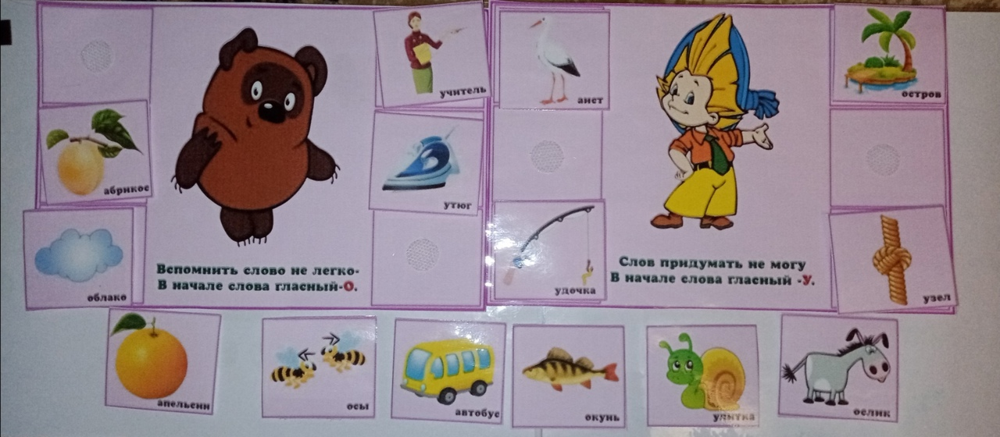 учитель
аист
остров
абрикос
утюг
облако
удочка
узел
Вспомнить слово не легко-
В начале слова гласный-О.
Слов придумать не могу
В начале слова гласный -У.
апельсин
осы
автобус
окунь
улитка
ослик